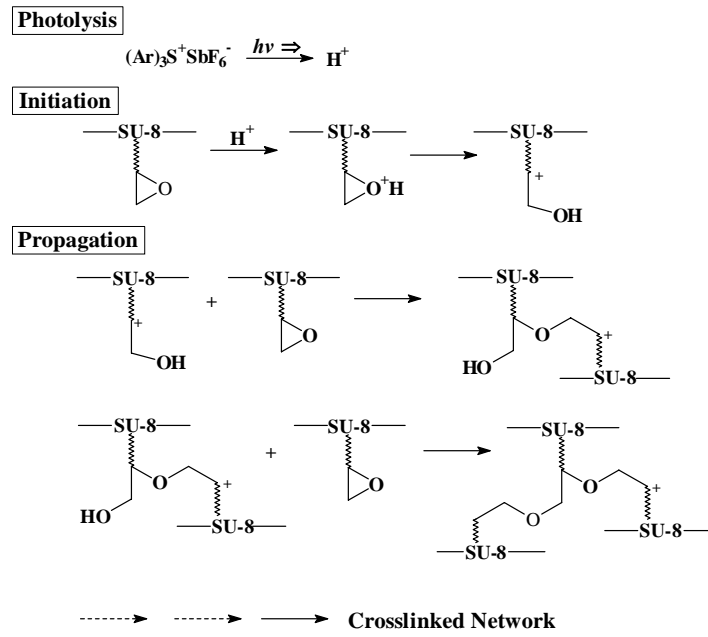 Photolysis
(Ar)₃S⁺SbF₆⁻ hν ⇒ H⁺
Initiation
SU-8 H⁺ SU-8 SU-8
O O⁺H +
OH
Propagation
SU-8 + SU-8 SU-8
+ O O +
OH HO
SU-8
SU-8 + SU-8 SU-8
O + O O +
HO O
SU-8 SU-8 SU-8
Crosslinked Network